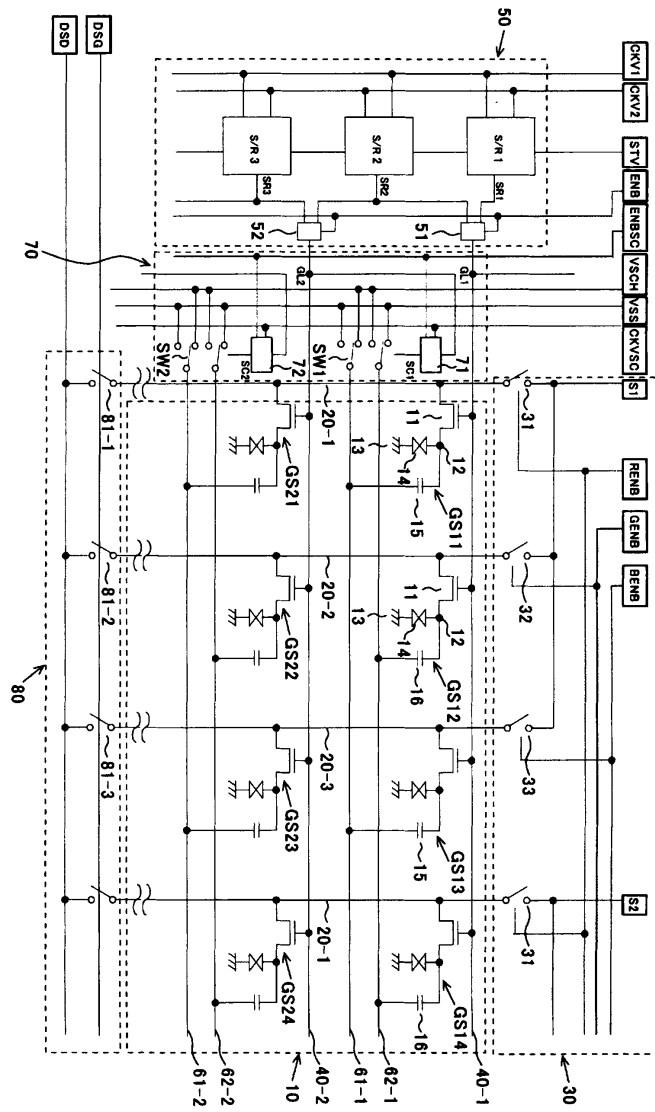 50
CKV1
CKV2
STV
ENB
ENBSC
VSCH
VSS
CKVSC
S1
RENB
GENB
BENB
S2
DSD
DSG
S/R 3
S/R 2
S/R 1
SR3
SR2
SR1
52
51
70
GL2
GL1
SW2
SW1
72
71
SC2
SC1
81-1
20-1
11
31
13
14
12
GS21
GS11
15
81-2
20-2
11
32
13
14
12
GS22
GS12
16
80
81-3
20-3
33
GS23
GS13
15
20-1
31
GS24
GS14
16
61-2
62-2
10
40-2
61-1
62-1
40-1
30